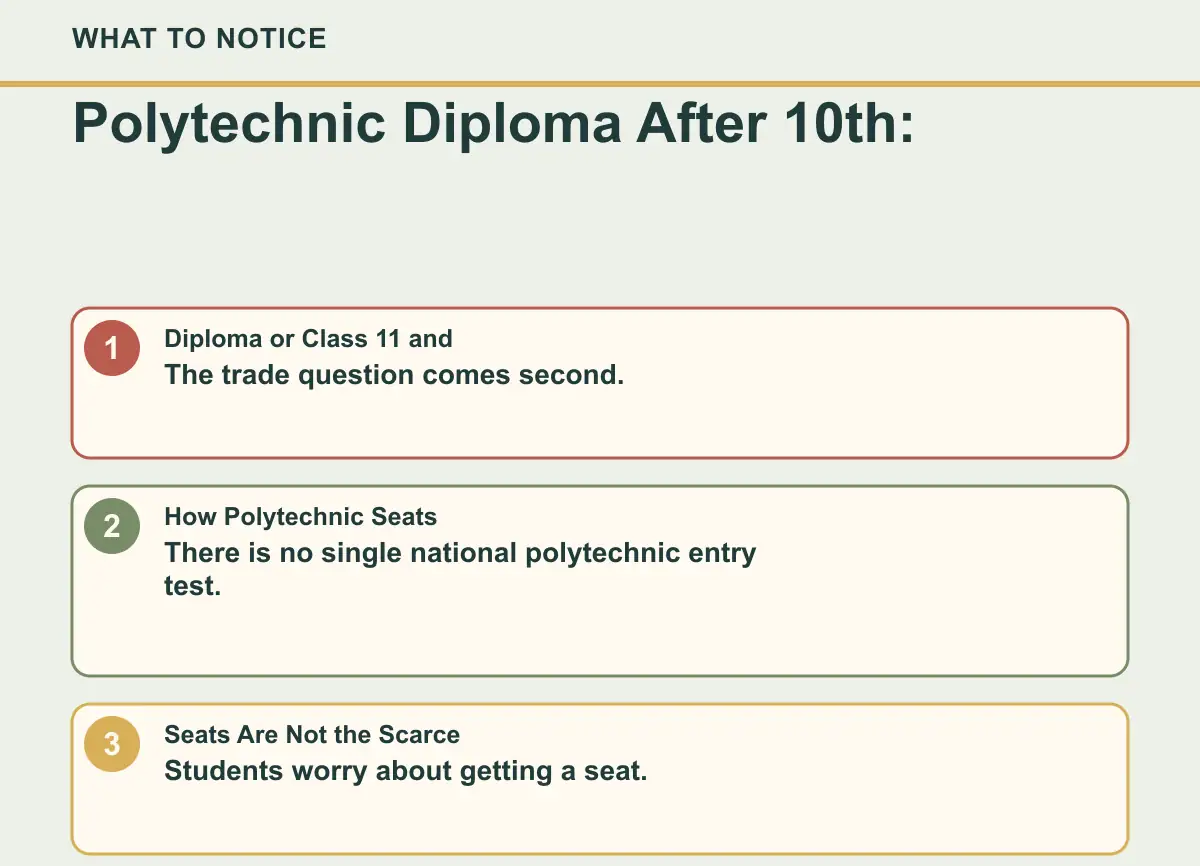 WHAT TO NOTICE
Polytechnic Diploma After 10th:
1
Diploma or Class 11 and
The trade question comes second.
2
How Polytechnic Seats
There is no single national polytechnic entry
test.
3
Seats Are Not the Scarce
Students worry about getting a seat.